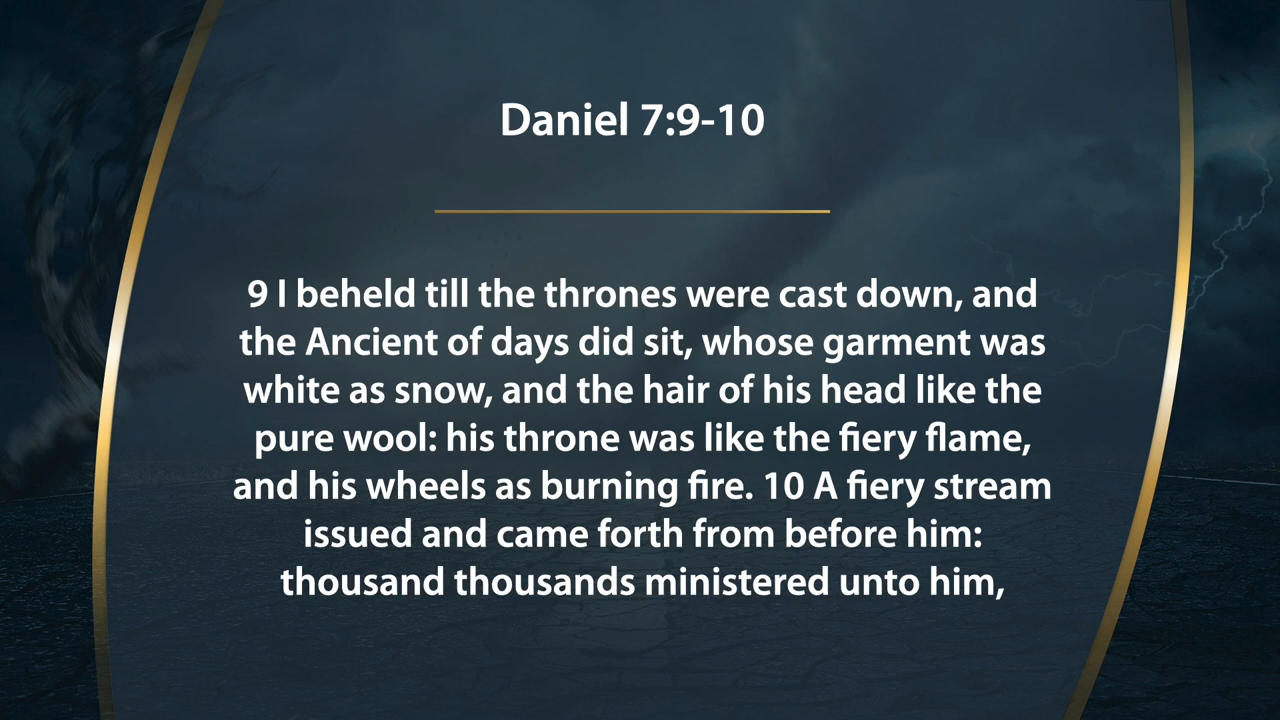 Daniel 7:9-10
9 I beheld till the thrones were cast down, and
the Ancient of days did sit, whose garment was
white as snow, and the hair of his head like the
pure wool: his throne was like the fiery flame,
and his wheels as burning fire. 10 A fiery stream
issued and came forth from before him:
thousand thousands ministered unto him,